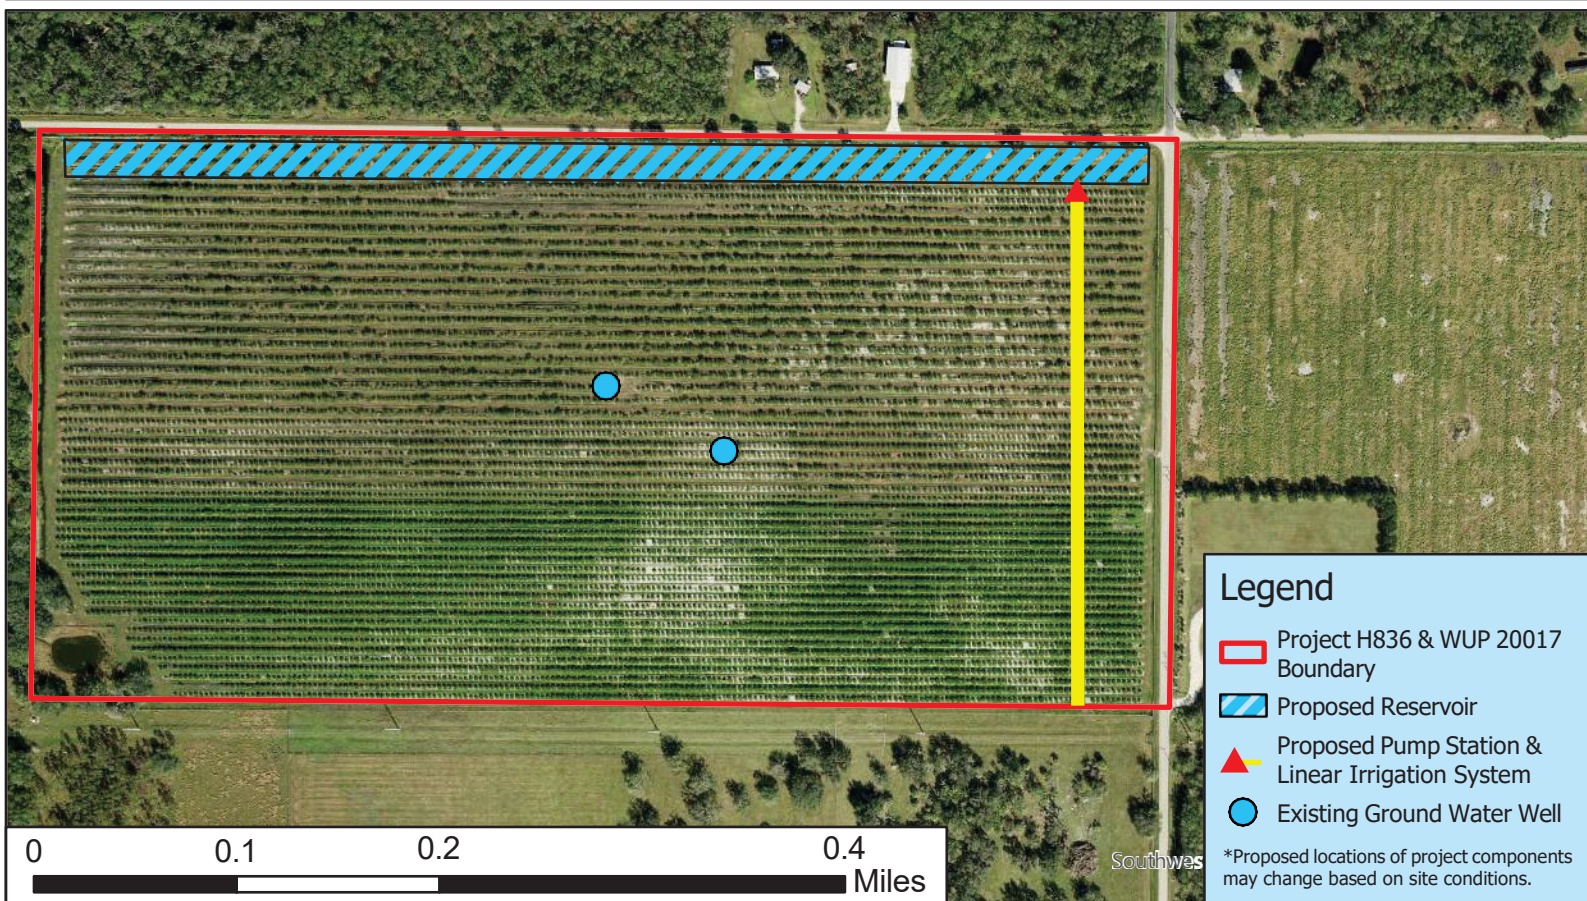 Legend
Project H836 & WUP 20017
Boundary
Proposed Reservoir
Proposed Pump Station &
Linear Irrigation System
Existing Ground Water Well
*Proposed locations of project components
may change based on site conditions.
0 0.1 0.2 0.4
Miles
Southwes